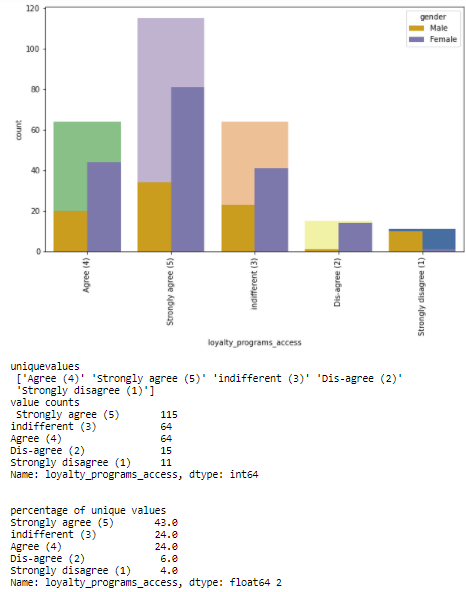 120
100
80
60
40
20
0
count
gender
Male
Female
Agree (4)
Strongly agree (5)
indifferent (3)
Dis-agree (2)
Strongly disagree (1)
loyalty_programs_access
uniquevalues
['Agree (4)' 'Strongly agree (5)' 'indifferent (3)' 'Dis-agree (2)'
'Strongly disagree (1)']
value counts
Strongly agree (5) 115
indifferent (3) 64
Agree (4) 64
Dis-agree (2) 15
Strongly disagree (1) 11
Name: loyalty_programs_access, dtype: int64
percentage of unique values
Strongly agree (5) 43.0
indifferent (3) 24.0
Agree (4) 24.0
Dis-agree (2) 6.0
Strongly disagree (1) 4.0
Name: loyalty_programs_access, dtype: float64 2